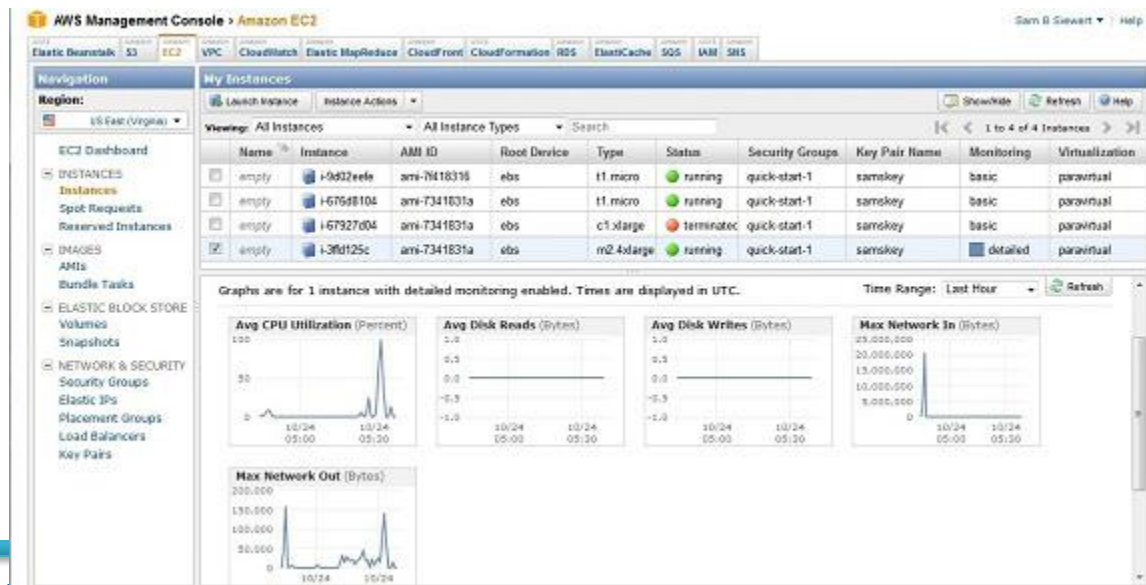 AWS Management Console > Amazon EC2
Sam B Siewert Help
Elastic Beanstalk S3 EC2 VPC CloudWatch Elastic MapReduce CloudFront CloudFormation RDS ElastiCache SQS IAM SNS
Navigation
Region:
US East (Virginia)
EC2 Dashboard
INSTANCES
Instances
Spot Requests
Reserved Instances
IMAGES
AMIs
Bundle Tasks
ELASTIC BLOCK STORE
Volumes
Snapshots
NETWORK & SECURITY
Security Groups
Elastic IPs
Placement Groups
Load Balancers
Key Pairs
My Instances
Launch Instance Instance Actions Show/Hide Refresh Help
Viewing: All Instances All Instance Types Search 1 to 4 of 4 Instances
Name Instance AMI ID Root Device Type Status Security Groups Key Pair Name Monitoring Virtualization
empty i-9d02eefe ami-7f418316 ebs t1.micro running quick-start-1 samskey basic paravirtual
empty i-676d8104 ami-7341831a ebs t1.micro running quick-start-1 samskey basic paravirtual
empty i-67927d04 ami-7341831a ebs c1.xlarge terminated quick-start-1 samskey basic paravirtual
empty i-3ffd125c ami-7341831a ebs m2.4xlarge running quick-start-1 samskey detailed paravirtual
Graphs are for 1 instance with detailed monitoring enabled. Times are displayed in UTC.
Time Range: Last Hour Refresh
Avg CPU Utilization (Percent)
100
50
0
10/24 10/24
05:00 05:30
Avg Disk Reads (Bytes)
1.0
0.5
0.0
-0.5
-1.0
10/24 10/24
05:00 05:30
Avg Disk Writes (Bytes)
1.0
0.5
0.0
-0.5
-1.0
10/24 10/24
05:00 05:30
Max Network In (Bytes)
25,000,000
20,000,000
15,000,000
10,000,000
5,000,000
0
10/24 10/24
05:00 05:30
Max Network Out (Bytes)
200,000
150,000
100,000
50,000
0
10/24 10/24